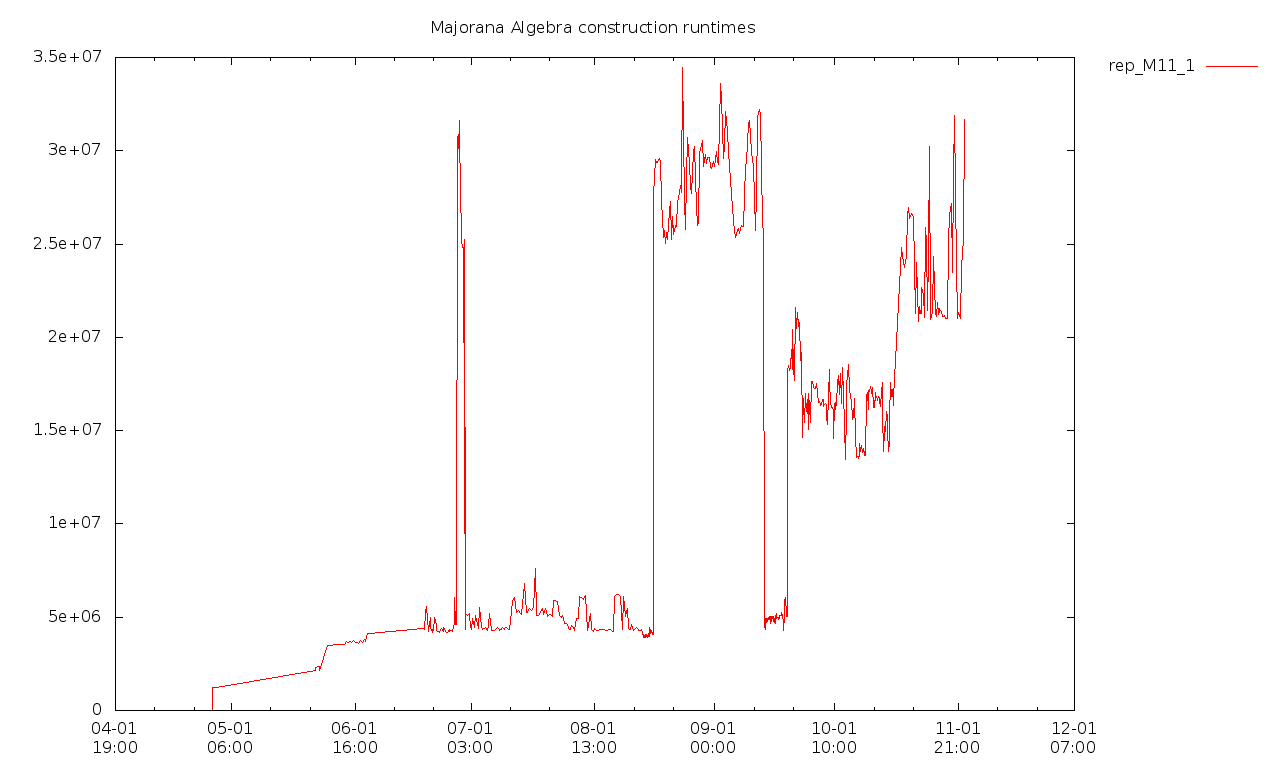 Majorana Algebra construction runtimes
rep_M11_1
3.5e+07
3e+07
2.5e+07
2e+07
1.5e+07
1e+07
5e+06
0
04-01 05-01 06-01 07-01 08-01 09-01 10-01 11-01 12-01
19:00 06:00 16:00 03:00 13:00 00:00 10:00 21:00 07:00